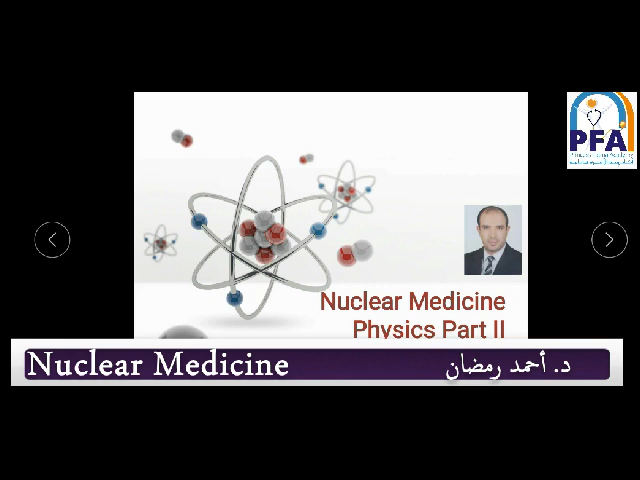 PFA
Nuclear Medicine
Physics Part II
Nuclear Medicine
د. أحمد رمضان